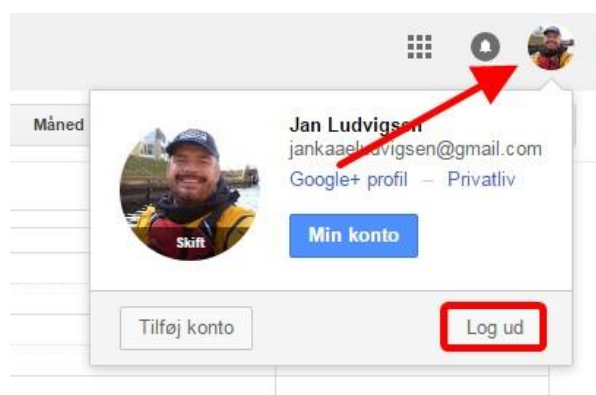 Måned
Jan Ludvigsen
jankaaeludvigsen@gmail.com
Google+ profil – Privatliv
Skift
Min konto
Tilføj konto
Log ud